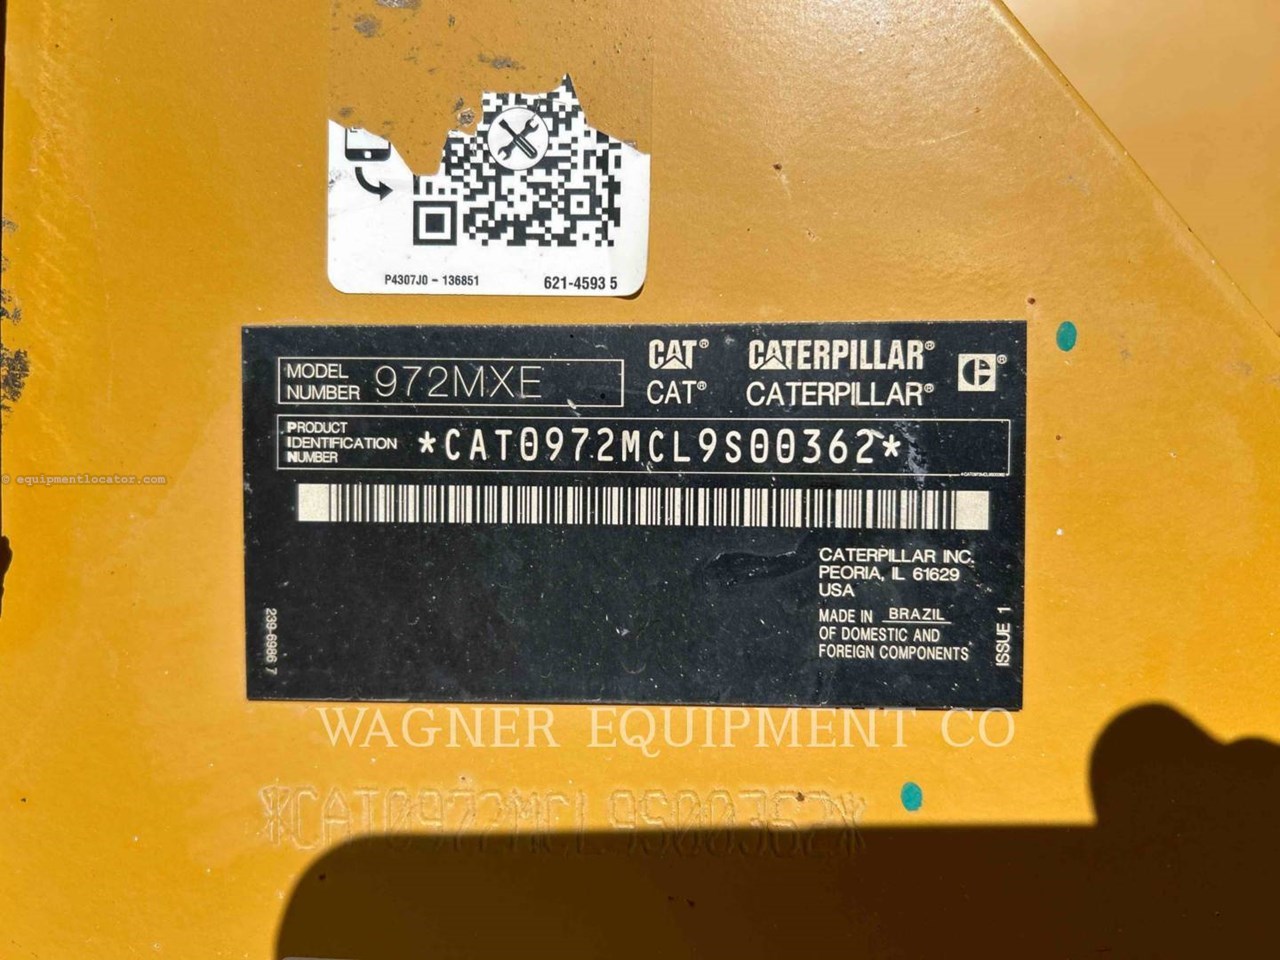 P4307J0 - 136851
621-4593 5
CAT® CATERPILLAR®
CAT® CATERPILLAR®
MODEL NUMBER 972MXE
PRODUCT IDENTIFICATION NUMBER *CAT0972MCL9S00362*
CATERPILLAR INC.
PEORIA, IL 61629
USA
MADE IN BRAZIL
OF DOMESTIC AND
FOREIGN COMPONENTS
239-6986 7
ISSUE 1
© equipmentlocator.com
WAGNER EQUIPMENT CO
*CAT0972MCL9S00362*